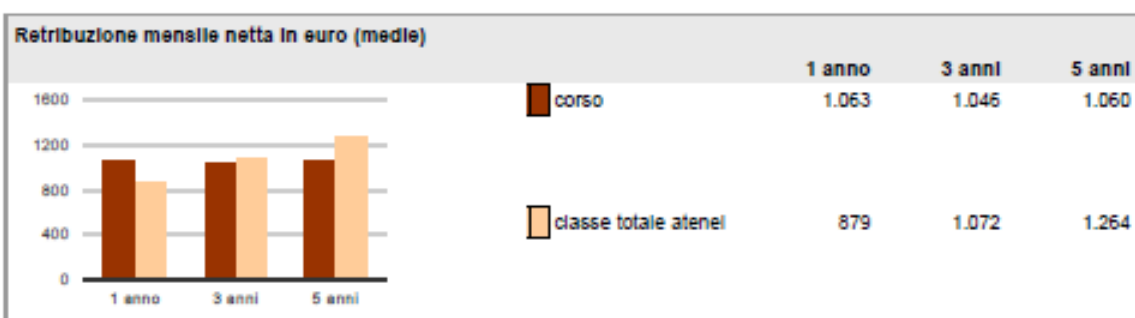 Retribuzione mensile netta in euro (medie)
1 anno 3 anni 5 anni
1600
corso 1.063 1.046 1.060
1200
800
classe totale atenei 879 1.072 1.264
400
0
1 anno 3 anni 5 anni